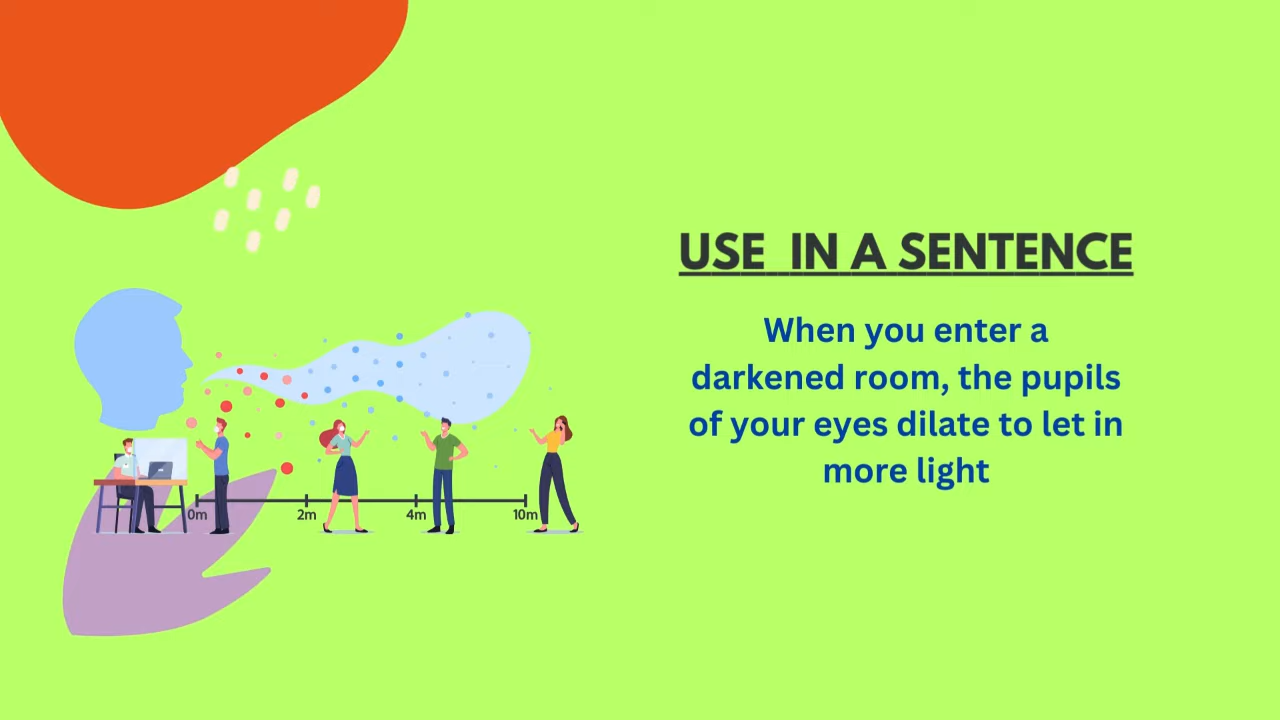 USE  IN A SENTENCE
When you enter a
darkened room, the pupils
of your eyes dilate to let in
more light
0m 2m 4m 10m